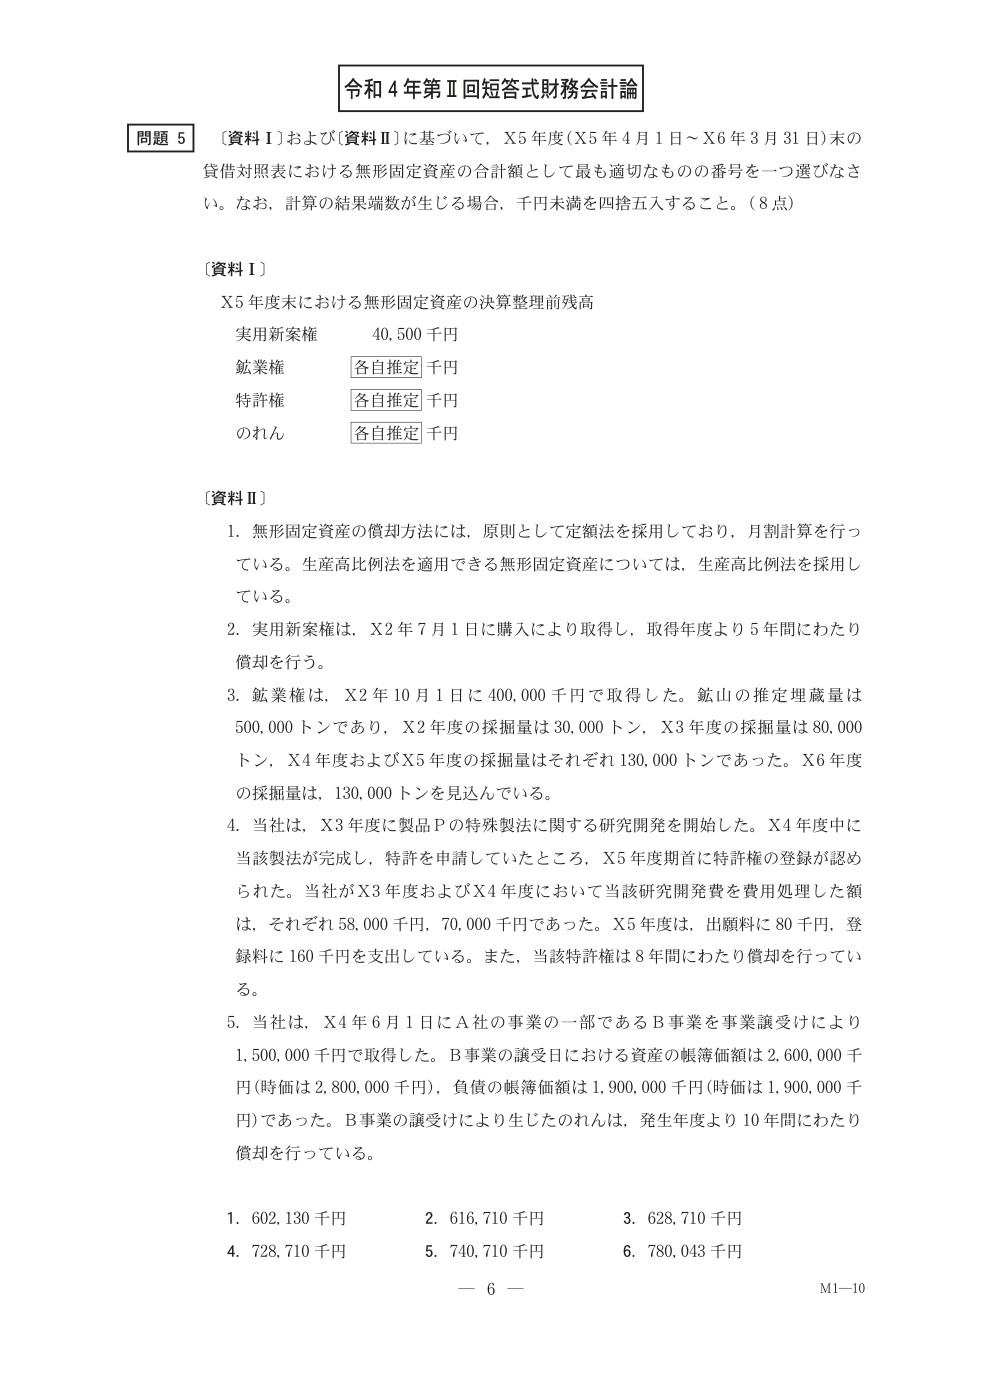 令和4年第Ⅱ回短答式財務会計論
問題 5 〔資料Ⅰ〕および〔資料Ⅱ〕に基づいて，X5年度(X5年4月1日～X6年3月31日)末の
貸借対照表における無形固定資産の合計額として最も適切なものの番号を一つ選びなさ
い。なお，計算の結果端数が生じる場合，千円未満を四捨五入すること。(8点)
〔資料Ⅰ〕
X5年度末における無形固定資産の決算整理前残高
実用新案権 40,500千円
鉱業権 各自推定 千円
特許権 各自推定 千円
のれん 各自推定 千円
〔資料Ⅱ〕
1. 無形固定資産の償却方法には，原則として定額法を採用しており，月割計算を行っ
ている。生産高比例法を適用できる無形固定資産については，生産高比例法を採用し
ている。
2. 実用新案権は，X2年7月1日に購入により取得し，取得年度より5年間にわたり
償却を行う。
3. 鉱業権は，X2年10月1日に400,000千円で取得した。鉱山の推定埋蔵量は
500,000トンであり，X2年度の採掘量は30,000トン，X3年度の採掘量は80,000
トン，X4年度およびX5年度の採掘量はそれぞれ130,000トンであった。X6年度
の採掘量は，130,000トンを見込んでいる。
4. 当社は，X3年度に製品Pの特殊製法に関する研究開発を開始した。X4年度中に
当該製法が完成し，特許を申請していたところ，X5年度期首に特許権の登録が認め
られた。当社がX3年度およびX4年度において当該研究開発費を費用処理した額
は，それぞれ58,000千円，70,000千円であった。X5年度は，出願料に80千円，登
録料に160千円を支出している。また，当該特許権は8年間にわたり償却を行ってい
る。
5. 当社は，X4年6月1日にA社の事業の一部であるB事業を事業譲受けにより
1,500,000千円で取得した。B事業の譲受日における資産の帳簿価額は2,600,000千
円(時価は2,800,000千円)，負債の帳簿価額は1,900,000千円(時価は1,900,000千
円)であった。B事業の譲受けにより生じたのれんは，発生年度より10年間にわたり
償却を行っている。
1. 602,130千円 2. 616,710千円 3. 628,710千円
4. 728,710千円 5. 740,710千円 6. 780,043千円
― 6 ― M1―10